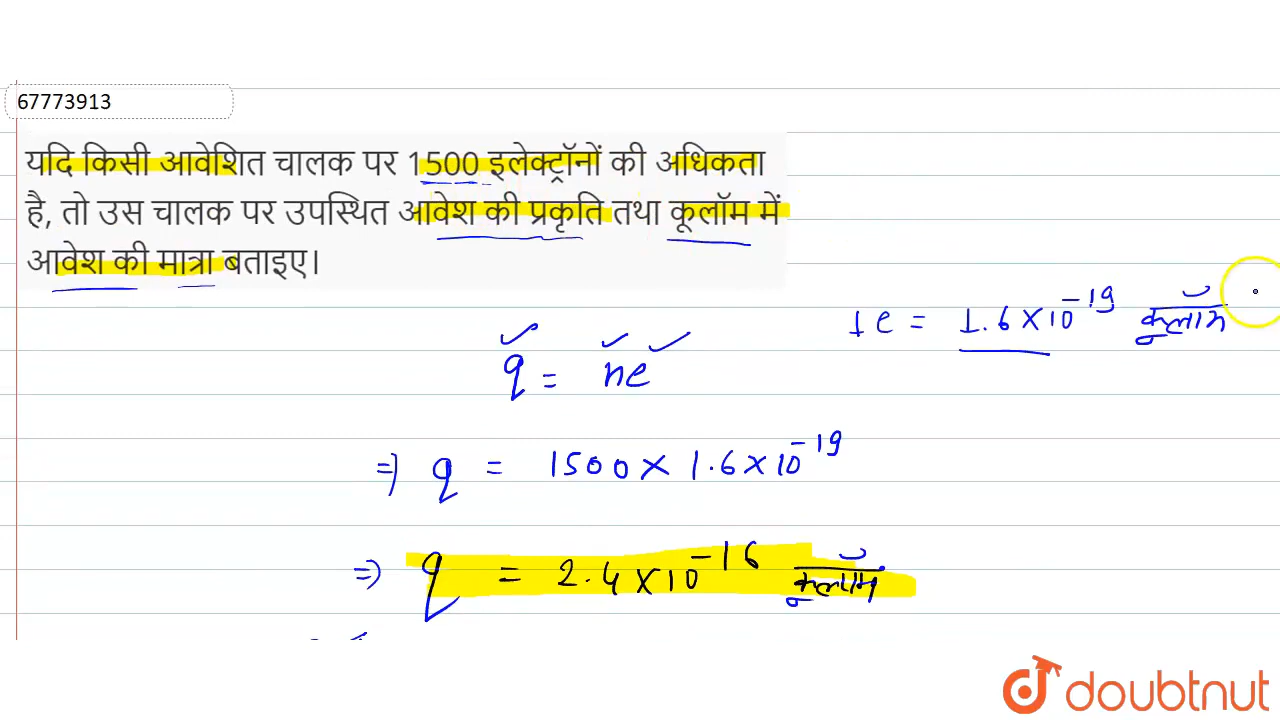 67773913
यदि किसी आवेशित चालक पर 1500 इलेक्ट्रॉनों की अधिकता
है, तो उस चालक पर उपस्थित आवेश की प्रकृति तथा कूलॉम में
आवेश की मात्रा बताइए।
1e = 1.6×10⁻¹⁹ कूलाम
q = ne
⇒ q = 1500 × 1.6×10⁻¹⁹
⇒ q = 2.4×10⁻¹⁶ कूलाम
doubtnut